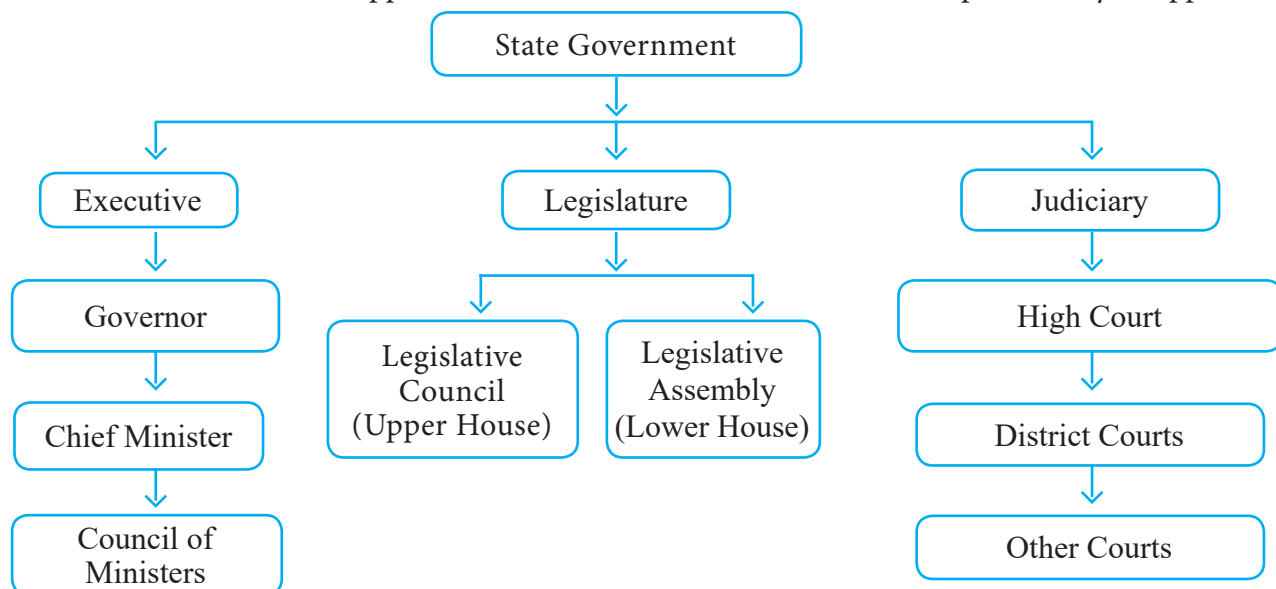 State Government
Executive
Legislature
Judiciary
Governor
High Court
Legislative
Council
(Upper House)
Legislative
Assembly
(Lower House)
Chief Minister
District Courts
Council of
Ministers
Other Courts